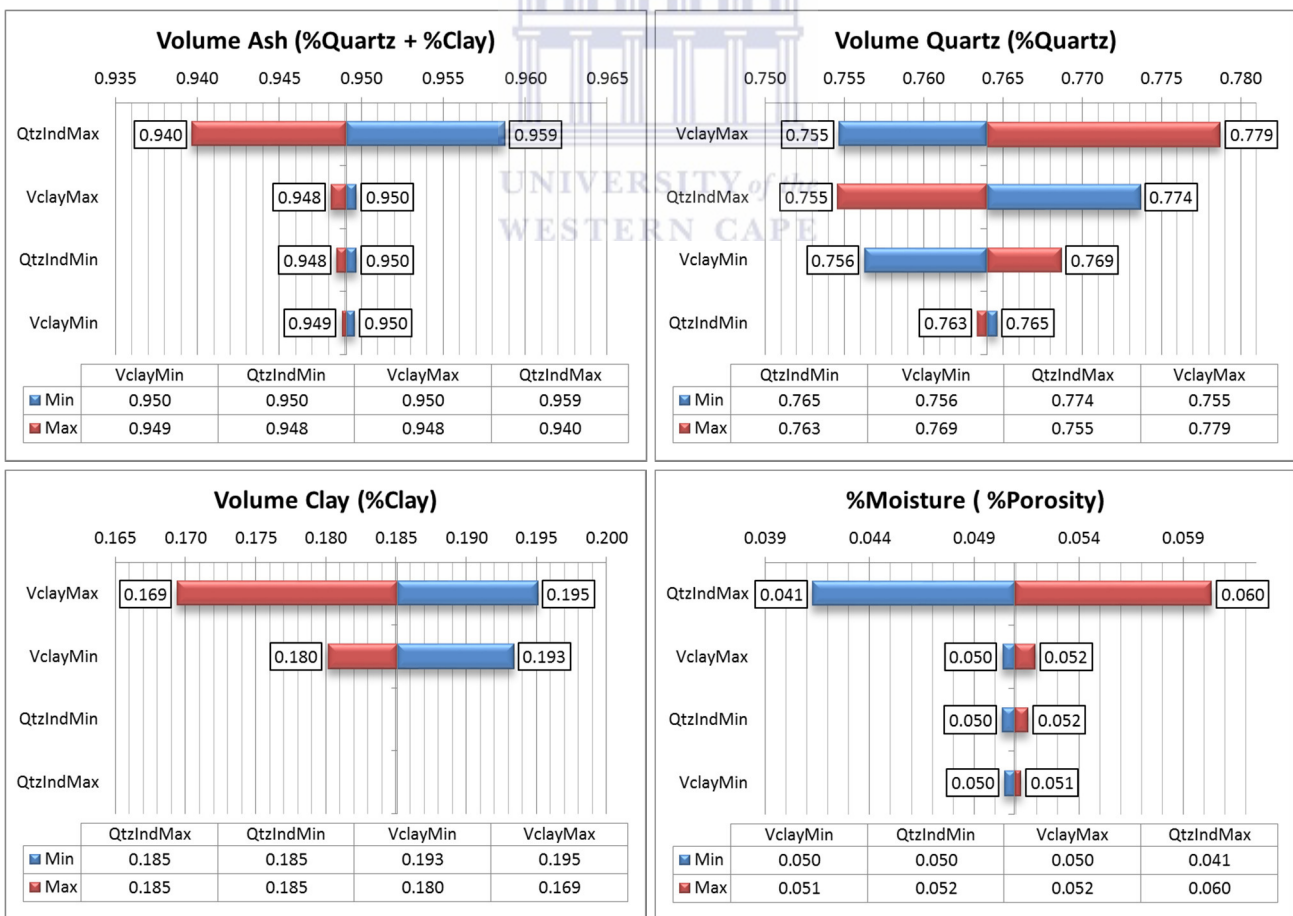 Volume Ash (%Quartz + %Clay)
0.935 0.940 0.945 0.950 0.955 0.960 0.965
QtzIndMax 0.940 0.959
VclayMax 0.948 0.950
QtzIndMin 0.948 0.950
VclayMin 0.949 0.950
VclayMin QtzIndMin VclayMax QtzIndMax
Min 0.950 0.950 0.950 0.959
Max 0.949 0.948 0.948 0.940
Volume Quartz (%Quartz)
0.750 0.755 0.760 0.765 0.770 0.775 0.780
VclayMax 0.755 0.779
QtzIndMax 0.755 0.774
VclayMin 0.756 0.769
QtzIndMin 0.763 0.765
QtzIndMin VclayMin QtzIndMax VclayMax
Min 0.765 0.756 0.774 0.755
Max 0.763 0.769 0.755 0.779
UNIVERSITY of the
WESTERN CAPE
Volume Clay (%Clay)
0.165 0.170 0.175 0.180 0.185 0.190 0.195 0.200
VclayMax 0.169 0.195
VclayMin 0.180 0.193
QtzIndMin
QtzIndMax
QtzIndMax QtzIndMin VclayMin VclayMax
Min 0.185 0.185 0.193 0.195
Max 0.185 0.185 0.180 0.169
%Moisture ( %Porosity)
0.039 0.044 0.049 0.054 0.059
QtzIndMax 0.041 0.060
VclayMax 0.050 0.052
QtzIndMin 0.050 0.052
VclayMin 0.050 0.051
VclayMin QtzIndMin VclayMax QtzIndMax
Min 0.050 0.050 0.050 0.041
Max 0.051 0.052 0.052 0.060